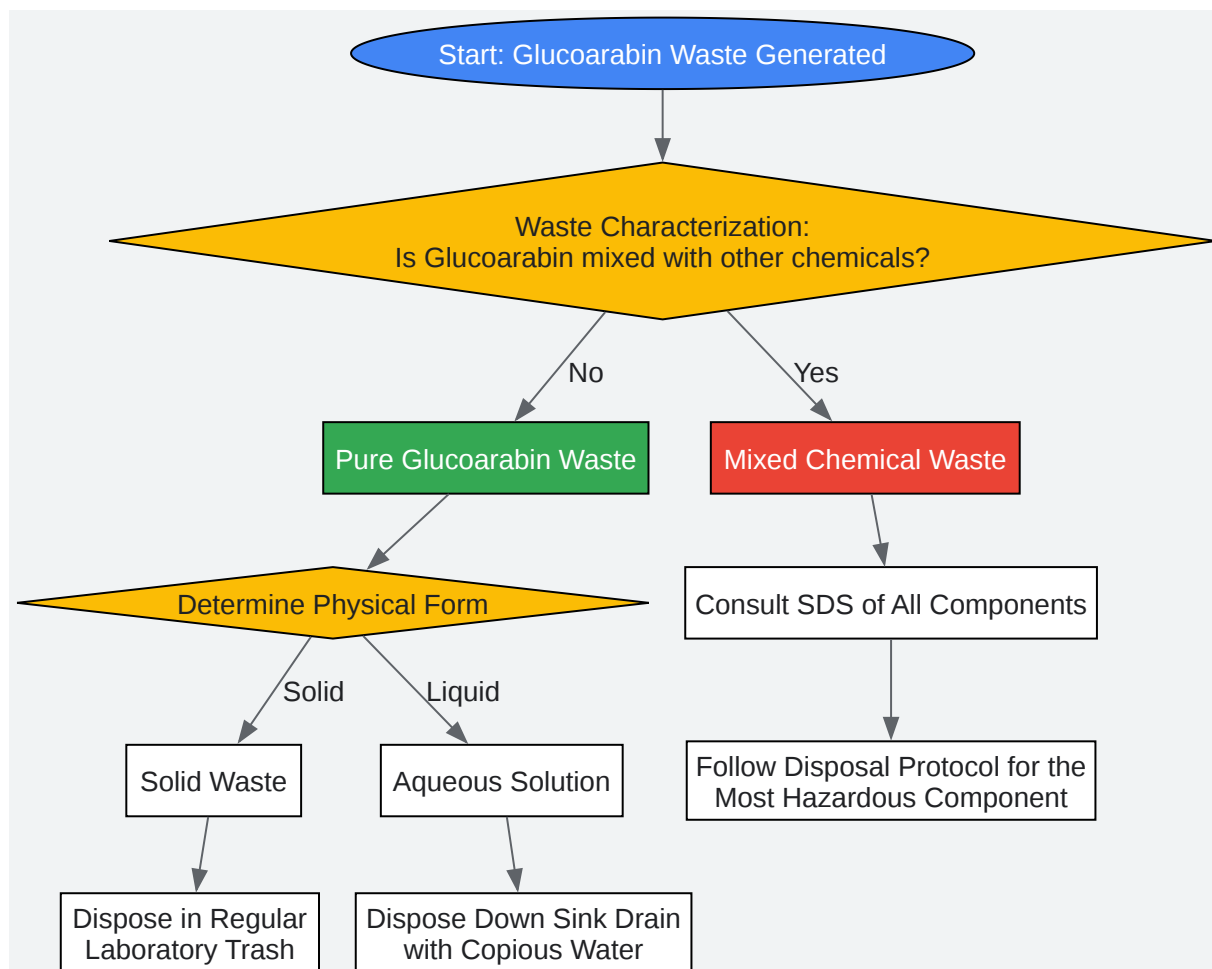 Start: Glucoarabin Waste Generated
Waste Characterization:
Is Glucoarabin mixed with other chemicals?
No
Yes
Pure Glucoarabin Waste
Mixed Chemical Waste
Determine Physical Form
Consult SDS of All Components
Solid
Liquid
Solid Waste
Aqueous Solution
Follow Disposal Protocol for the
Most Hazardous Component
Dispose in Regular
Laboratory Trash
Dispose Down Sink Drain
with Copious Water